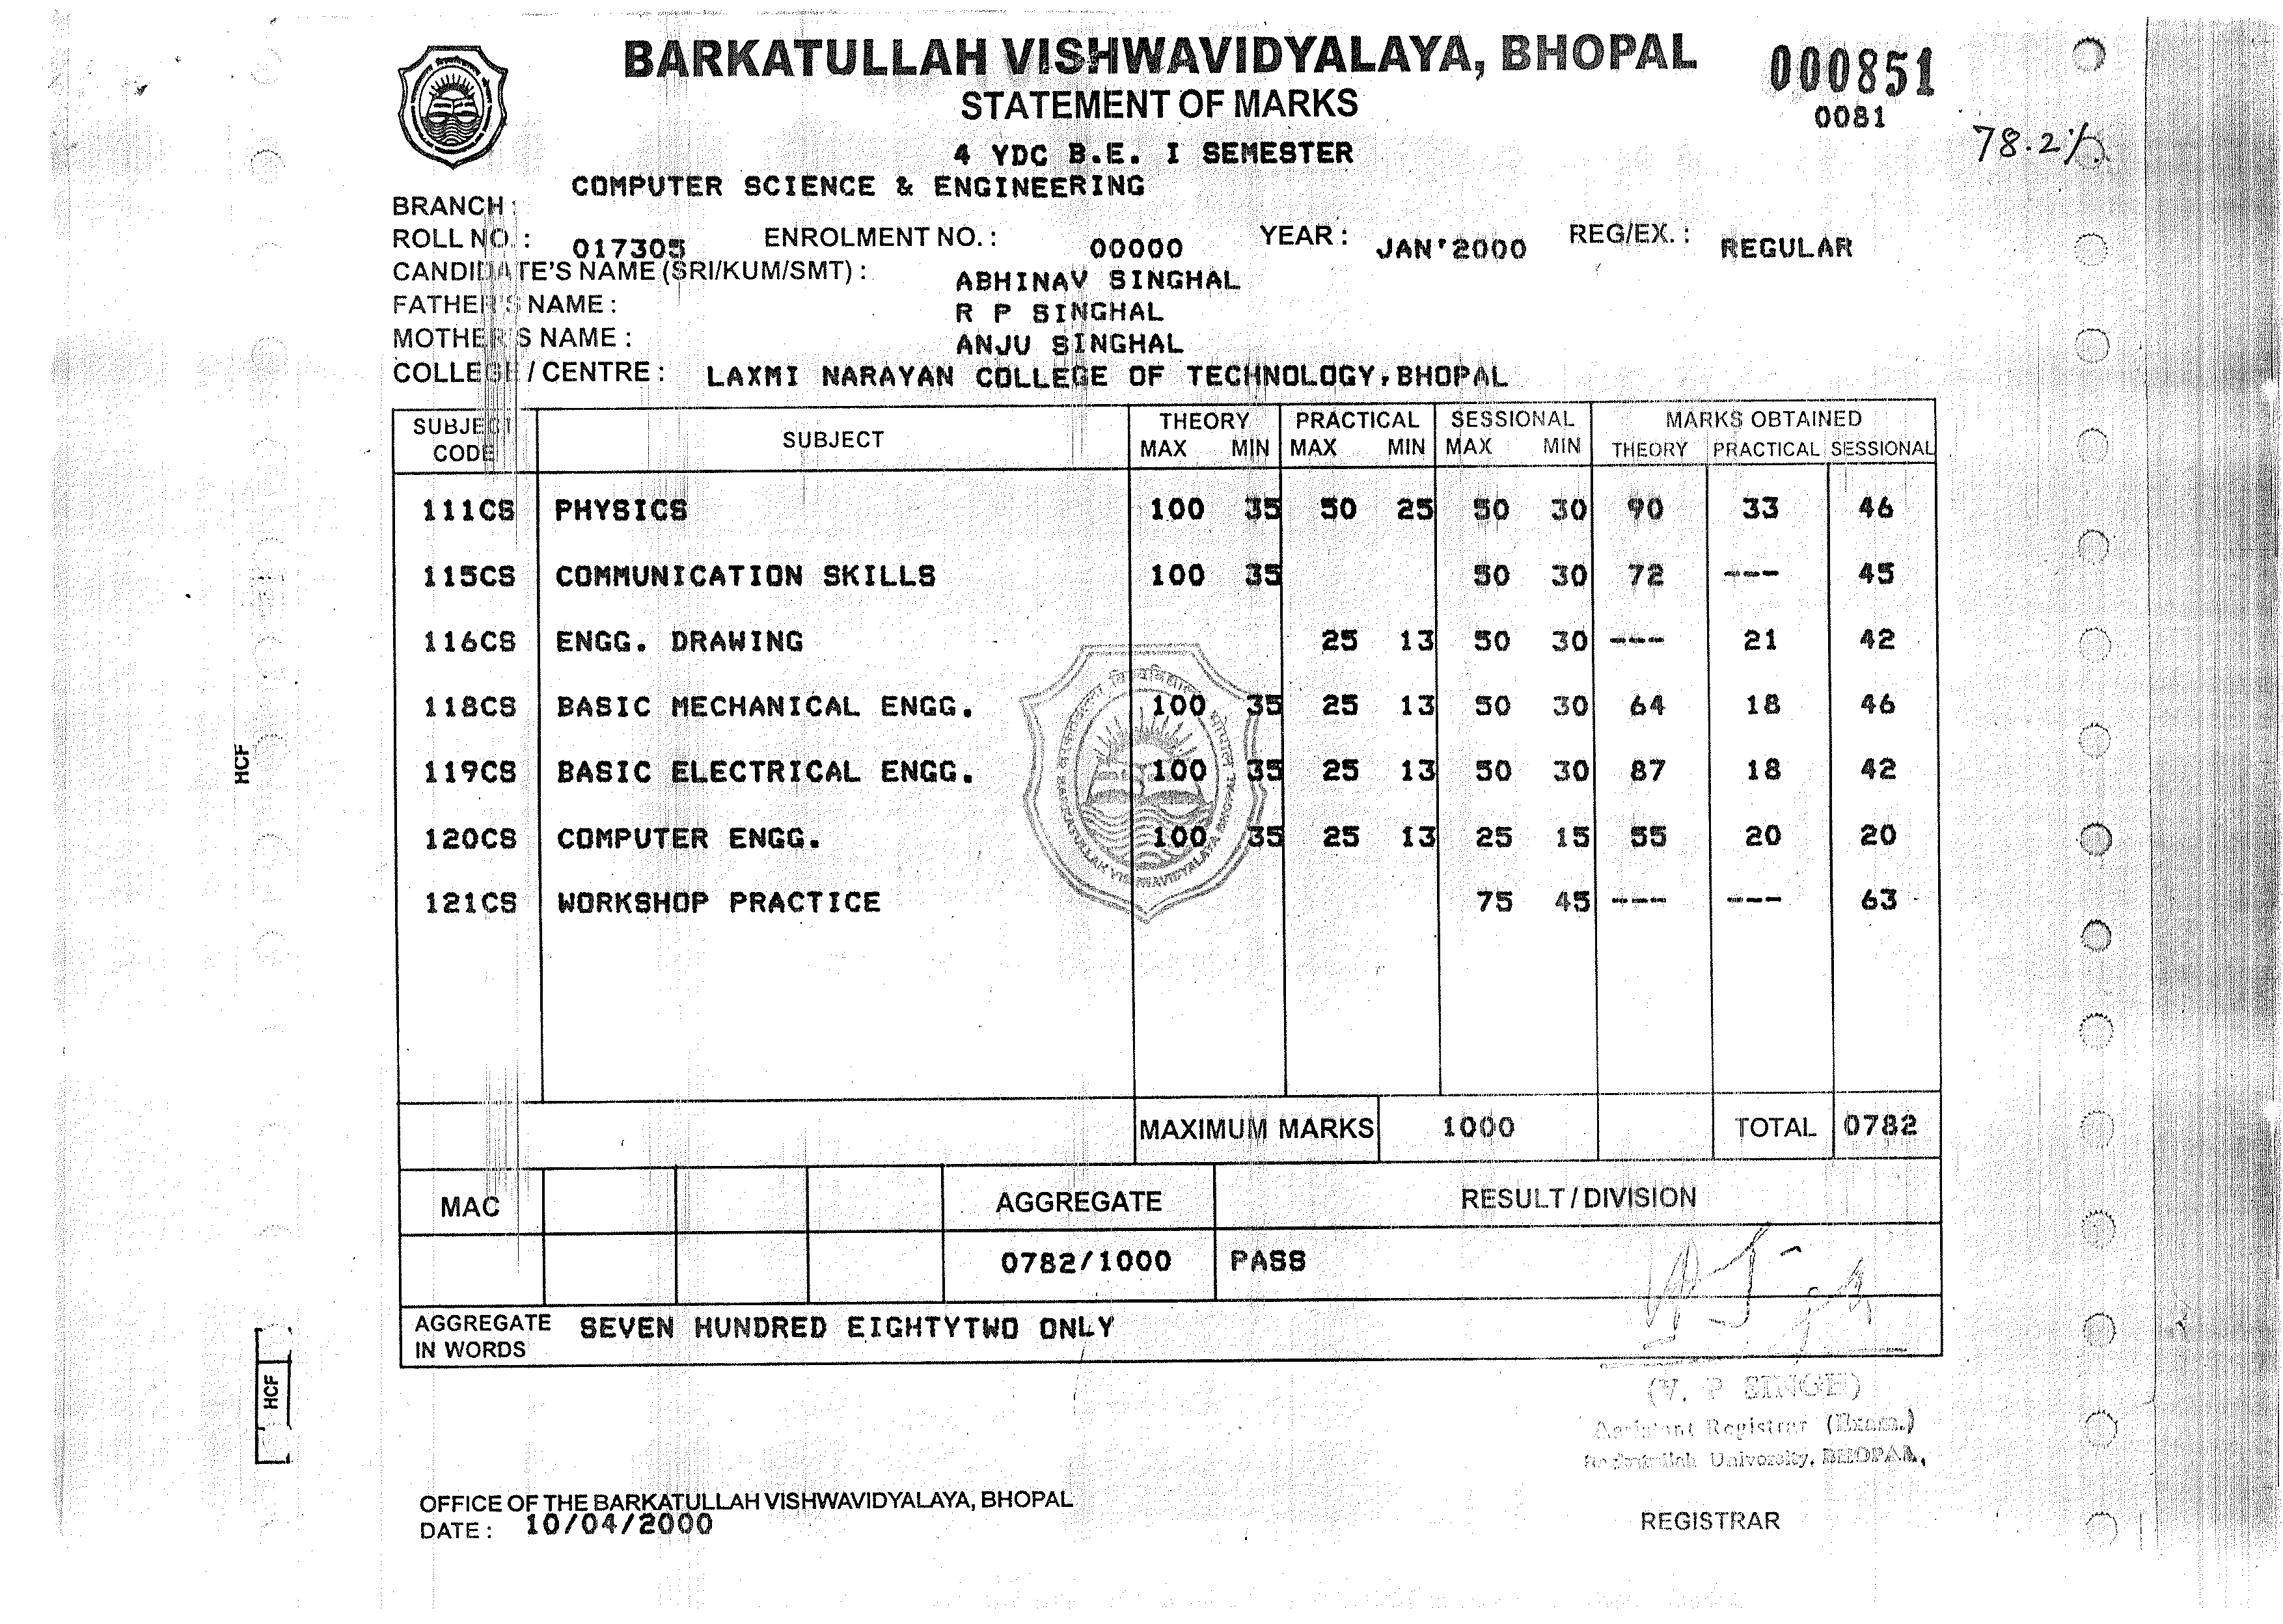 BARKATULLAH VISHWAVIDYALAYA, BHOPAL
000851
STATEMENT OF MARKS
0081
78.2%
4 YDC B.E. I SEMESTER
BRANCH : COMPUTER SCIENCE & ENGINEERING
ROLL NO. : 017305 ENROLMENT NO. : 00000 YEAR : JAN'2000 REG/EX. : REGULAR
CANDIDATE'S NAME (SRI/KUM/SMT) : ABHINAV SINGHAL
FATHER'S NAME : R P SINGHAL
MOTHER'S NAME : ANJU SINGHAL
COLLEGE / CENTRE : LAXMI NARAYAN COLLEGE OF TECHNOLOGY, BHOPAL
SUBJECT CODE SUBJECT THEORY PRACTICAL SESSIONAL MARKS OBTAINED
MAX MIN MAX MIN MAX MIN THEORY PRACTICAL SESSIONAL
111CS PHYSICS 100 35 50 25 50 30 90 33 46
115CS COMMUNICATION SKILLS 100 35 50 30 72 --- 45
116CS ENGG. DRAWING 25 13 50 30 --- 21 42
118CS BASIC MECHANICAL ENGG. 100 35 25 13 50 30 64 18 46
119CS BASIC ELECTRICAL ENGG. 100 35 25 13 50 30 87 18 42
120CS COMPUTER ENGG. 100 35 25 13 25 15 55 20 20
121CS WORKSHOP PRACTICE 75 45 --- --- 63
MAXIMUM MARKS 1000 TOTAL 0782
MAC AGGREGATE RESULT / DIVISION
0782/1000 PASS
AGGREGATE IN WORDS SEVEN HUNDRED EIGHTYTWO ONLY
(V. P SINGH)
Assistant Registrar (Exam.)
University, BHOPAL
OFFICE OF THE BARKATULLAH VISHWAVIDYALAYA, BHOPAL
DATE : 10/04/2000
REGISTRAR
HCF
HCF
BARKATULLAH VISHWAVIDYALAYA BHOPAL